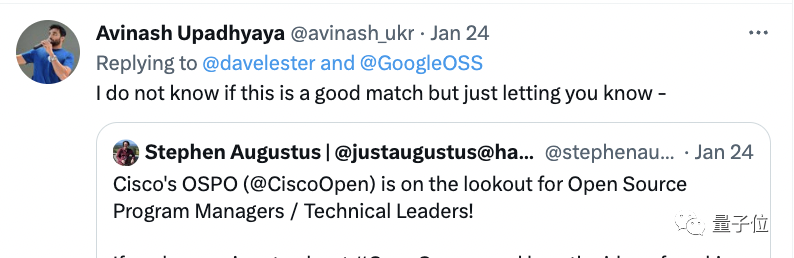 Avinash Upadhyaya @avinash_ukr · Jan 24
Replying to @davelester and @GoogleOSS
I do not know if this is a good match but just letting you know -
Stephen Augustus | @justaugustus@ha... @stephenau... · Jan 24
Cisco's OSPO (@CiscoOpen) is on the lookout for Open Source
Program Managers / Technical Leaders!
量子位